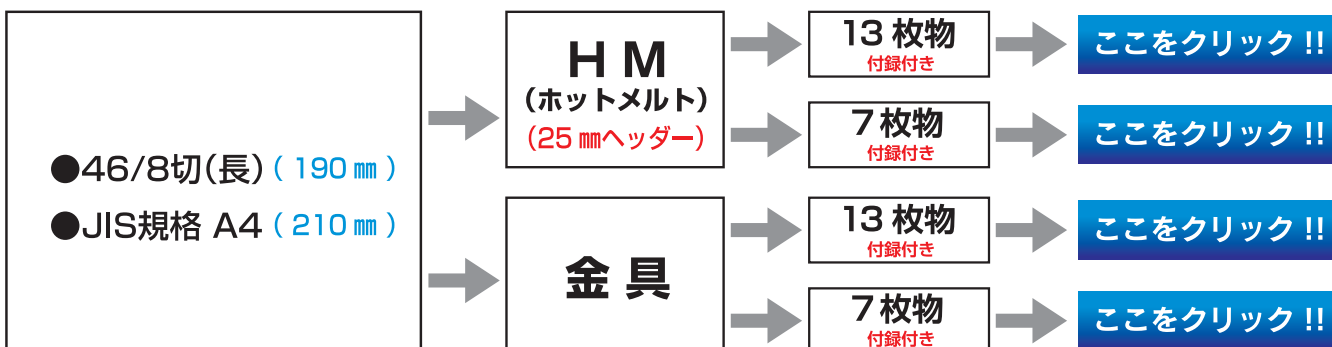 ●46/8切(長)( 190㎜ )
●JIS規格 A4( 210㎜ )
HM
(ホットメルト)
(25㎜ヘッダー)
13枚物
付録付き
ここをクリック!!
7枚物
付録付き
ここをクリック!!
金具
13枚物
付録付き
ここをクリック!!
7枚物
付録付き
ここをクリック!!